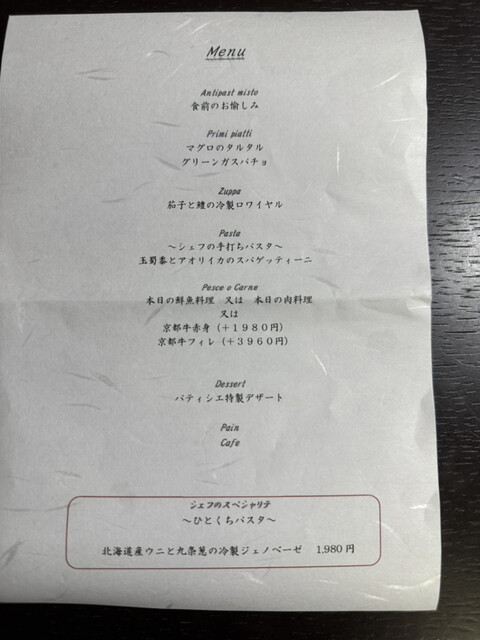 Menu
Antipast misto
食前のお愉しみ
Primi piatti
マグロのタルタル
グリーンガスパチョ
Zuppa
茄子と鱧の冷製ロワイヤル
Pasta
～シェフの手打ちパスタ～
玉蜀黍とアオリイカのスパゲッティーニ
Pesce o Carne
本日の鮮魚料理 又は 本日の肉料理
又は
京都牛赤身（＋１９８０円）
京都牛フィレ（＋３９６０円）
Dessert
パティシエ特製デザート
Pain
Cafe
シェフのスペシャリテ
～ひとくちパスタ～
北海道産ウニと九条葱の冷製ジェノベーゼ 1,980 円